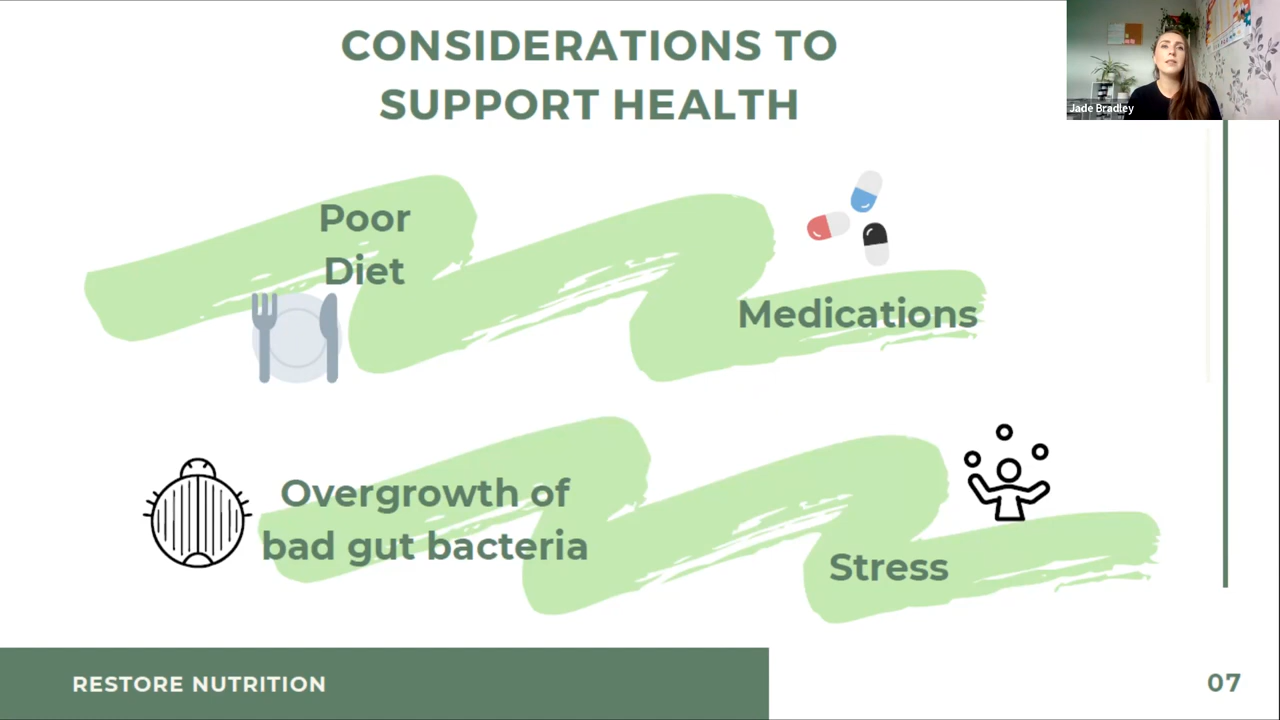 CONSIDERATIONS TO
SUPPORT HEALTH
Jade Bradley
Poor
Diet
Medications
Overgrowth of
bad gut bacteria
Stress
RESTORE NUTRITION
07